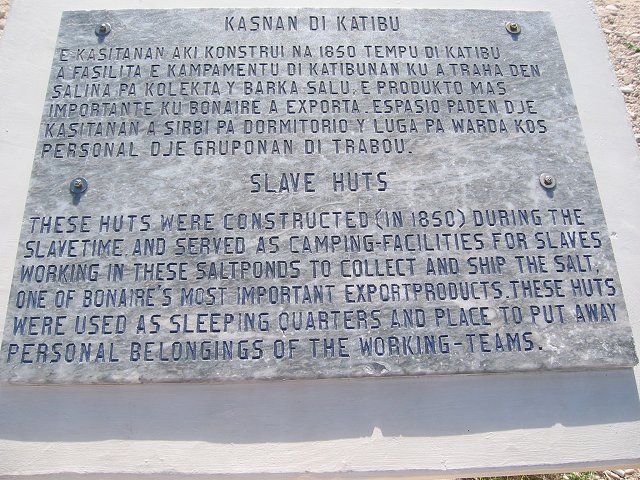 KASNAN DI KATIBU
E KASITANAN AKI KONSTRUI NA 1850 TEMPU DI KATIBU
A FASILITA E KAMPAMENTU DI KATIBUNAN KU A TRAHA DEN
SALINA PA KOLEKTA Y BARKA SALU, E PRODUKTO MAS
IMPORTANTE KU BONAIRE A EXPORTA. ESPASIO PADEN DJE
KASITANAN A SIRBI PA DORMITORIO Y LUGA PA WARDA KOS
PERSONAL DJE GRUPONAN DI TRABOU.
SLAVE HUTS
THESE HUTS WERE CONSTRUCTED (IN 1850) DURING THE
SLAVETIME AND SERVED AS CAMPING-FACILITIES FOR SLAVES
WORKING IN THESE SALTPONDS TO COLLECT AND SHIP THE SALT,
ONE OF BONAIRE'S MOST IMPORTANT EXPORTPRODUCTS. THESE HUTS
WERE USED AS SLEEPING QUARTERS AND PLACE TO PUT AWAY
PERSONAL BELONGINGS OF THE WORKING-TEAMS.